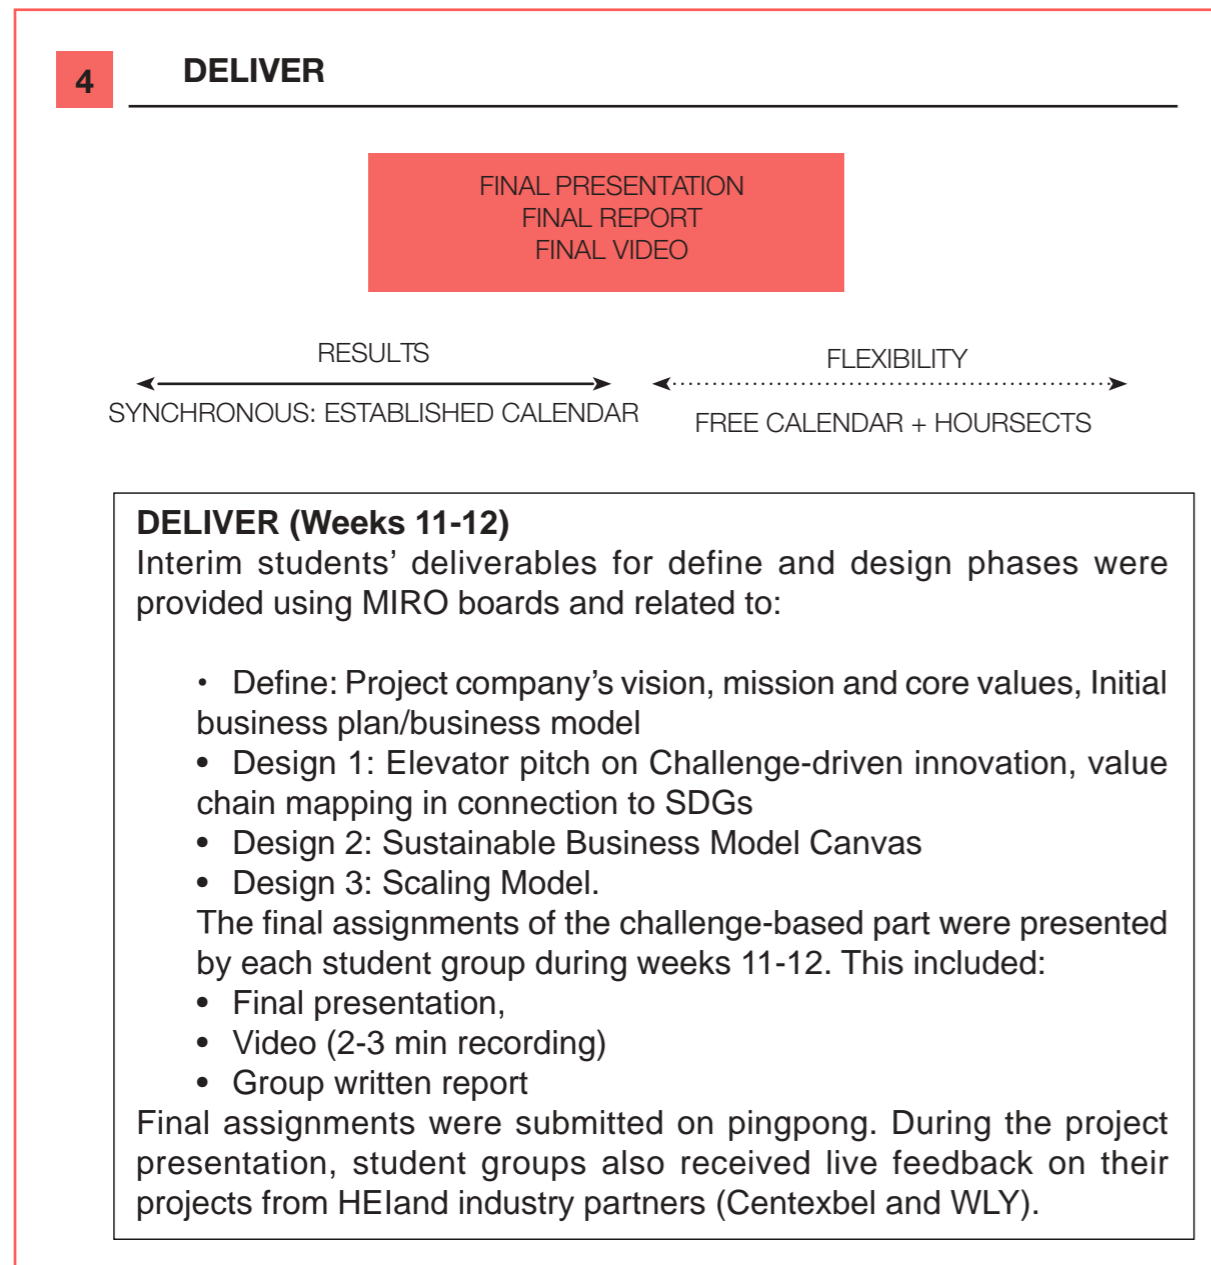 4 DELIVER
FINAL PRESENTATION
FINAL REPORT
FINAL VIDEO
RESULTS
SYNCHRONOUS: ESTABLISHED CALENDAR
FLEXIBILITY
FREE CALENDAR + HOURSECTS
DELIVER (Weeks 11-12)
Interim students’ deliverables for define and design phases were
provided using MIRO boards and related to:
• Define: Project company’s vision, mission and core values, Initial
business plan/business model
• Design 1: Elevator pitch on Challenge-driven innovation, value
chain mapping in connection to SDGs
• Design 2: Sustainable Business Model Canvas
• Design 3: Scaling Model.
The final assignments of the challenge-based part were presented
by each student group during weeks 11-12. This included:
• Final presentation,
• Video (2-3 min recording)
• Group written report
Final assignments were submitted on pingpong. During the project
presentation, student groups also received live feedback on their
projects from HEIand industry partners (Centexbel and WLY).